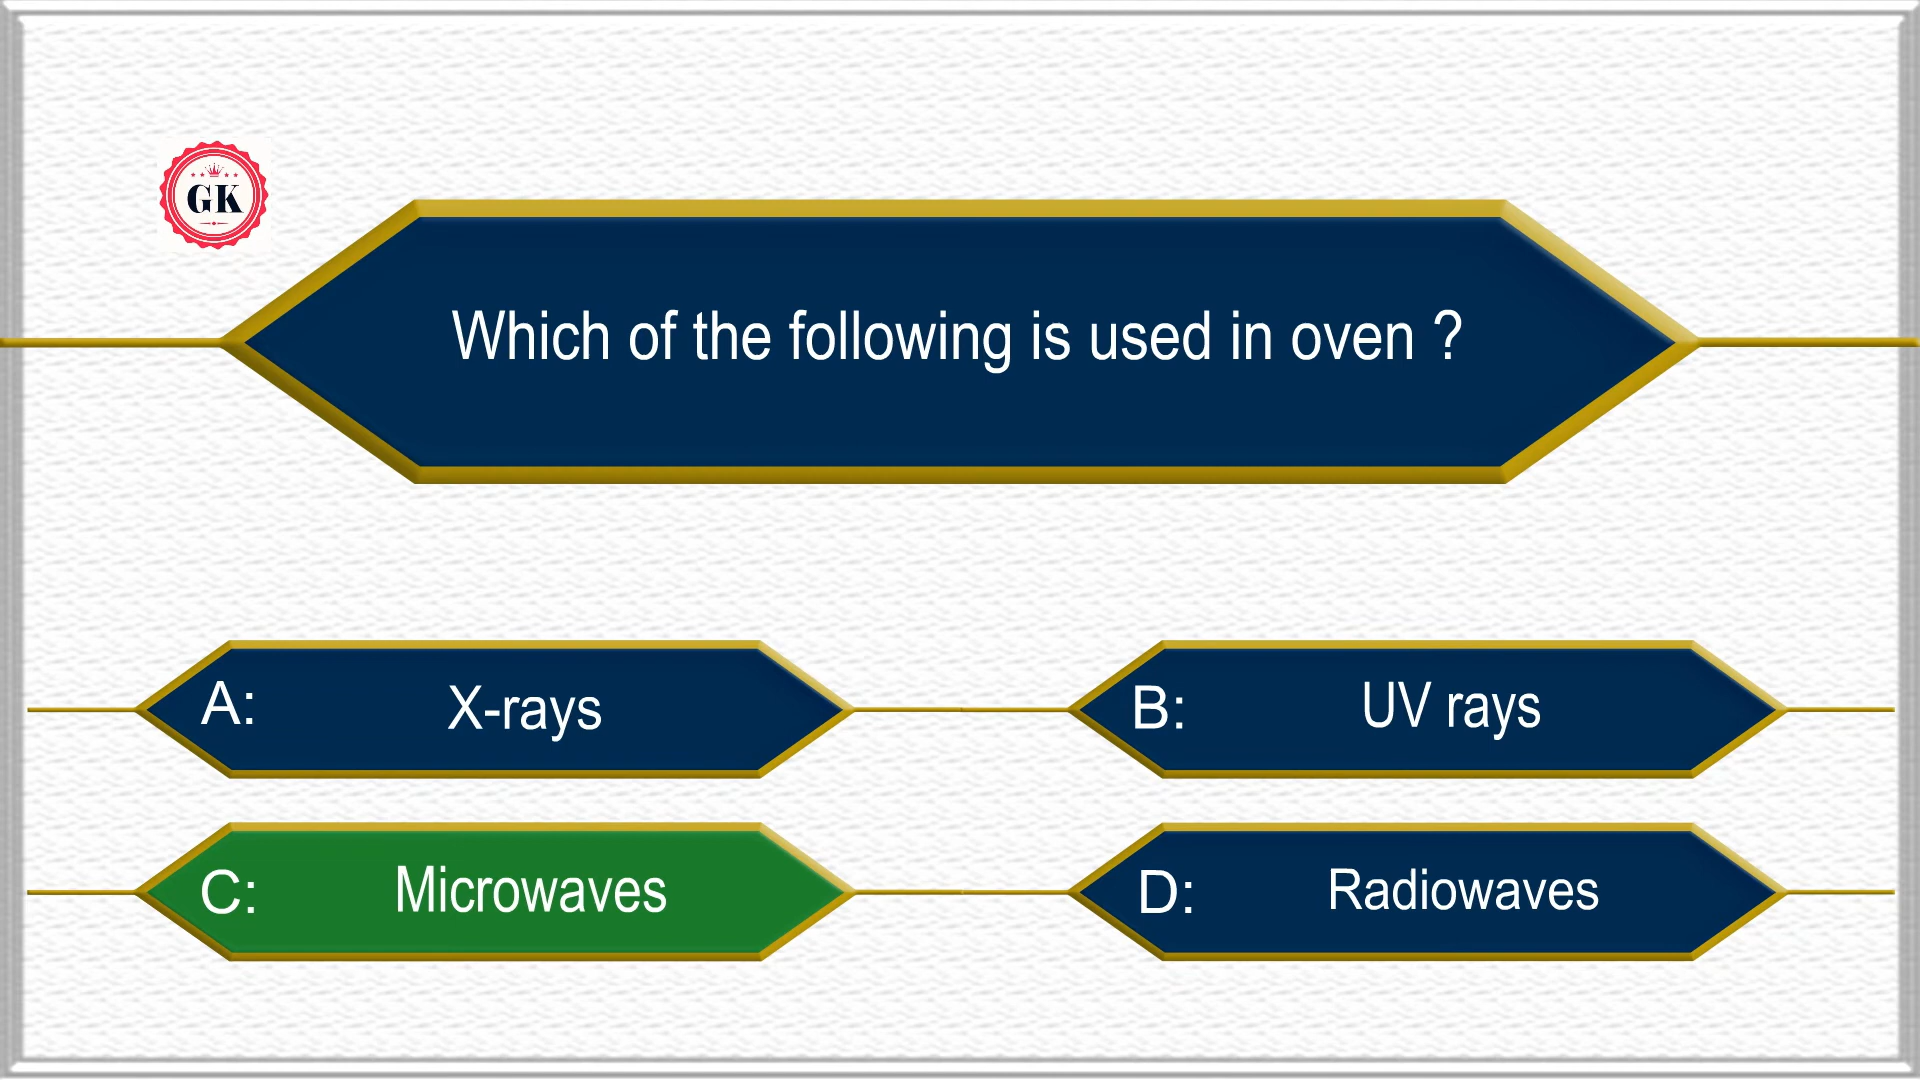 GK
Which of the following is used in oven ?
A: X-rays
B: UV rays
C: Microwaves
D: Radiowaves